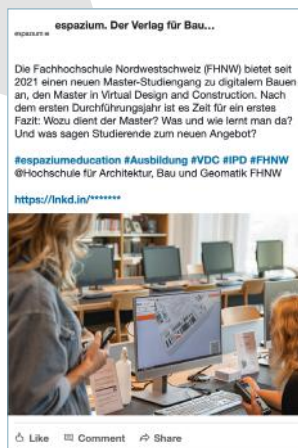 espazium. Der Verlag für Bau...
espazium
Die Fachhochschule Nordwestschweiz (FHNW) bietet seit
2021 einen neuen Master-Studiengang zu digitalem Bauen
an, den Master in Virtual Design and Construction. Nach
dem ersten Durchführungsjahr ist es Zeit für ein erstes
Fazit: Wozu dient der Master? Was und wie lernt man da?
Und was sagen Studierende zum neuen Angebot?
#espaziumeducation #Ausbildung #VDC #IPD #FHNW
@Hochschule für Architektur, Bau und Geomatik FHNW
https://lnkd.in/*******
Like Comment Share